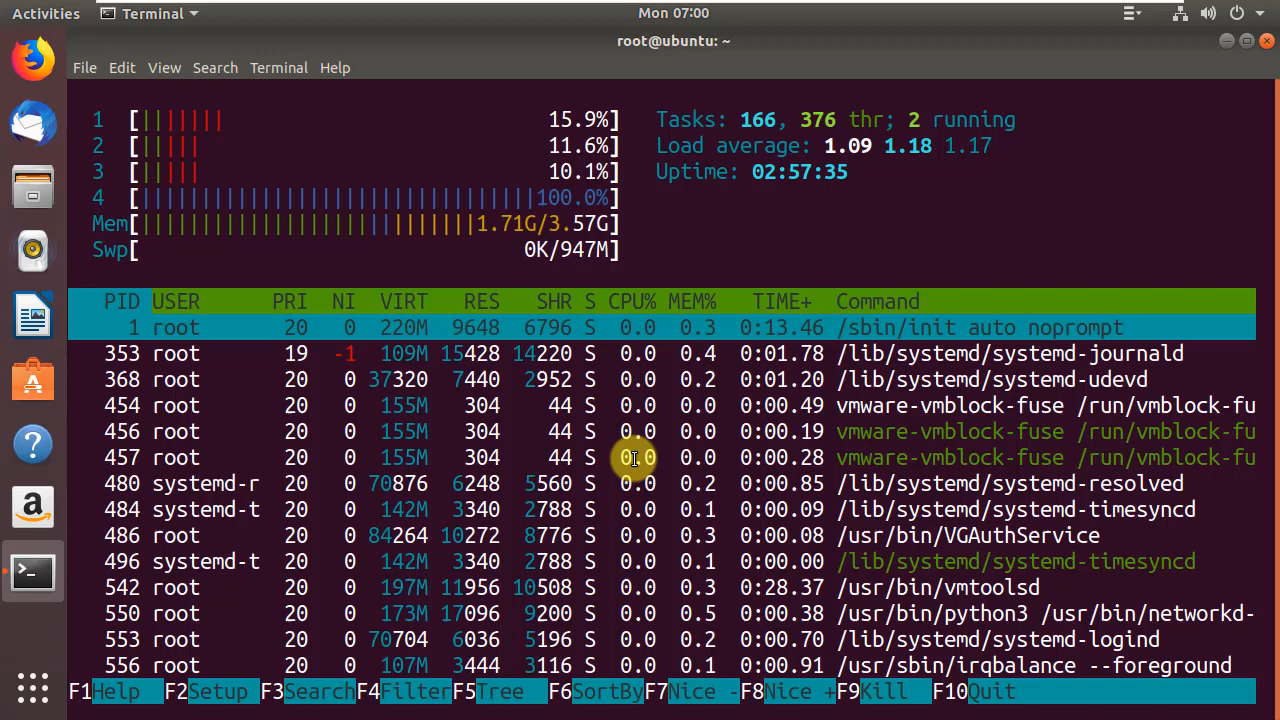 Activities Terminal Mon 07:00
root@ubuntu: ~
File Edit View Search Terminal Help
1 [||||||| 15.9%] Tasks: 166, 376 thr; 2 running
2 [||||| 11.6%] Load average: 1.09 1.18 1.17
3 [||||| 10.1%] Uptime: 02:57:35
4 [|||||||||||||||||||||||||||||||||100.0%]
Mem[||||||||||||||||||||||||||||1.71G/3.57G]
Swp[ 0K/947M]
PID USER PRI NI VIRT RES SHR S CPU% MEM% TIME+ Command
1 root 20 0 220M 9648 6796 S 0.0 0.3 0:13.46 /sbin/init auto noprompt
353 root 19 -1 109M 15428 14220 S 0.0 0.4 0:01.78 /lib/systemd/systemd-journald
368 root 20 0 37320 7440 2952 S 0.0 0.2 0:01.20 /lib/systemd/systemd-udevd
454 root 20 0 155M 304 44 S 0.0 0.0 0:00.49 vmware-vmblock-fuse /run/vmblock-fu
456 root 20 0 155M 304 44 S 0.0 0.0 0:00.19 vmware-vmblock-fuse /run/vmblock-fu
457 root 20 0 155M 304 44 S 0.0 0.0 0:00.28 vmware-vmblock-fuse /run/vmblock-fu
480 systemd-r 20 0 70876 6248 5560 S 0.0 0.2 0:00.85 /lib/systemd/systemd-resolved
484 systemd-t 20 0 142M 3340 2788 S 0.0 0.1 0:00.09 /lib/systemd/systemd-timesyncd
486 root 20 0 84264 10272 8776 S 0.0 0.3 0:00.08 /usr/bin/VGAuthService
496 systemd-t 20 0 142M 3340 2788 S 0.0 0.1 0:00.00 /lib/systemd/systemd-timesyncd
542 root 20 0 197M 11956 10508 S 0.0 0.3 0:28.37 /usr/bin/vmtoolsd
550 root 20 0 173M 17096 9200 S 0.0 0.5 0:00.38 /usr/bin/python3 /usr/bin/networkd-
553 root 20 0 70704 6036 5196 S 0.0 0.2 0:00.70 /lib/systemd/systemd-logind
556 root 20 0 107M 3444 3116 S 0.0 0.1 0:00.91 /usr/sbin/irqbalance --foreground
F1Help F2Setup F3SearchF4FilterF5Tree F6SortByF7Nice -F8Nice +F9Kill F10Quit